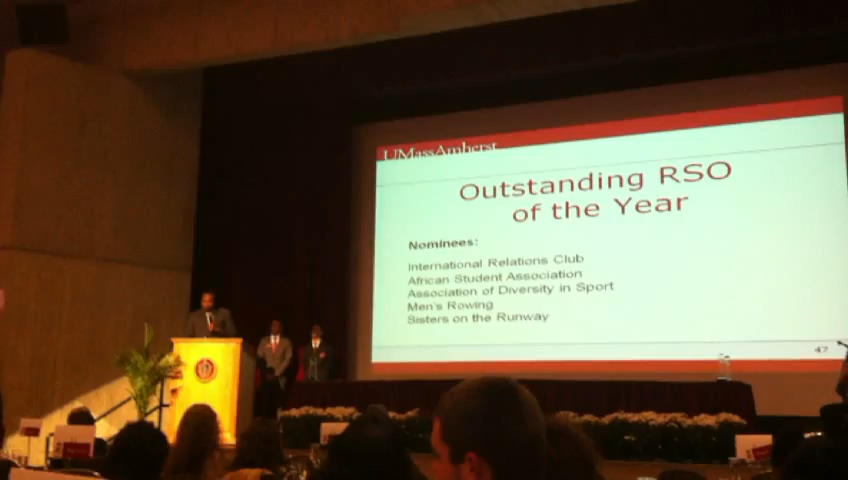 UMassAmherst
Outstanding RSO
of the Year
Nominees:
International Relations Club
African Student Association
Association of Diversity in Sport
Men's Rowing
Sisters on the Runway
47